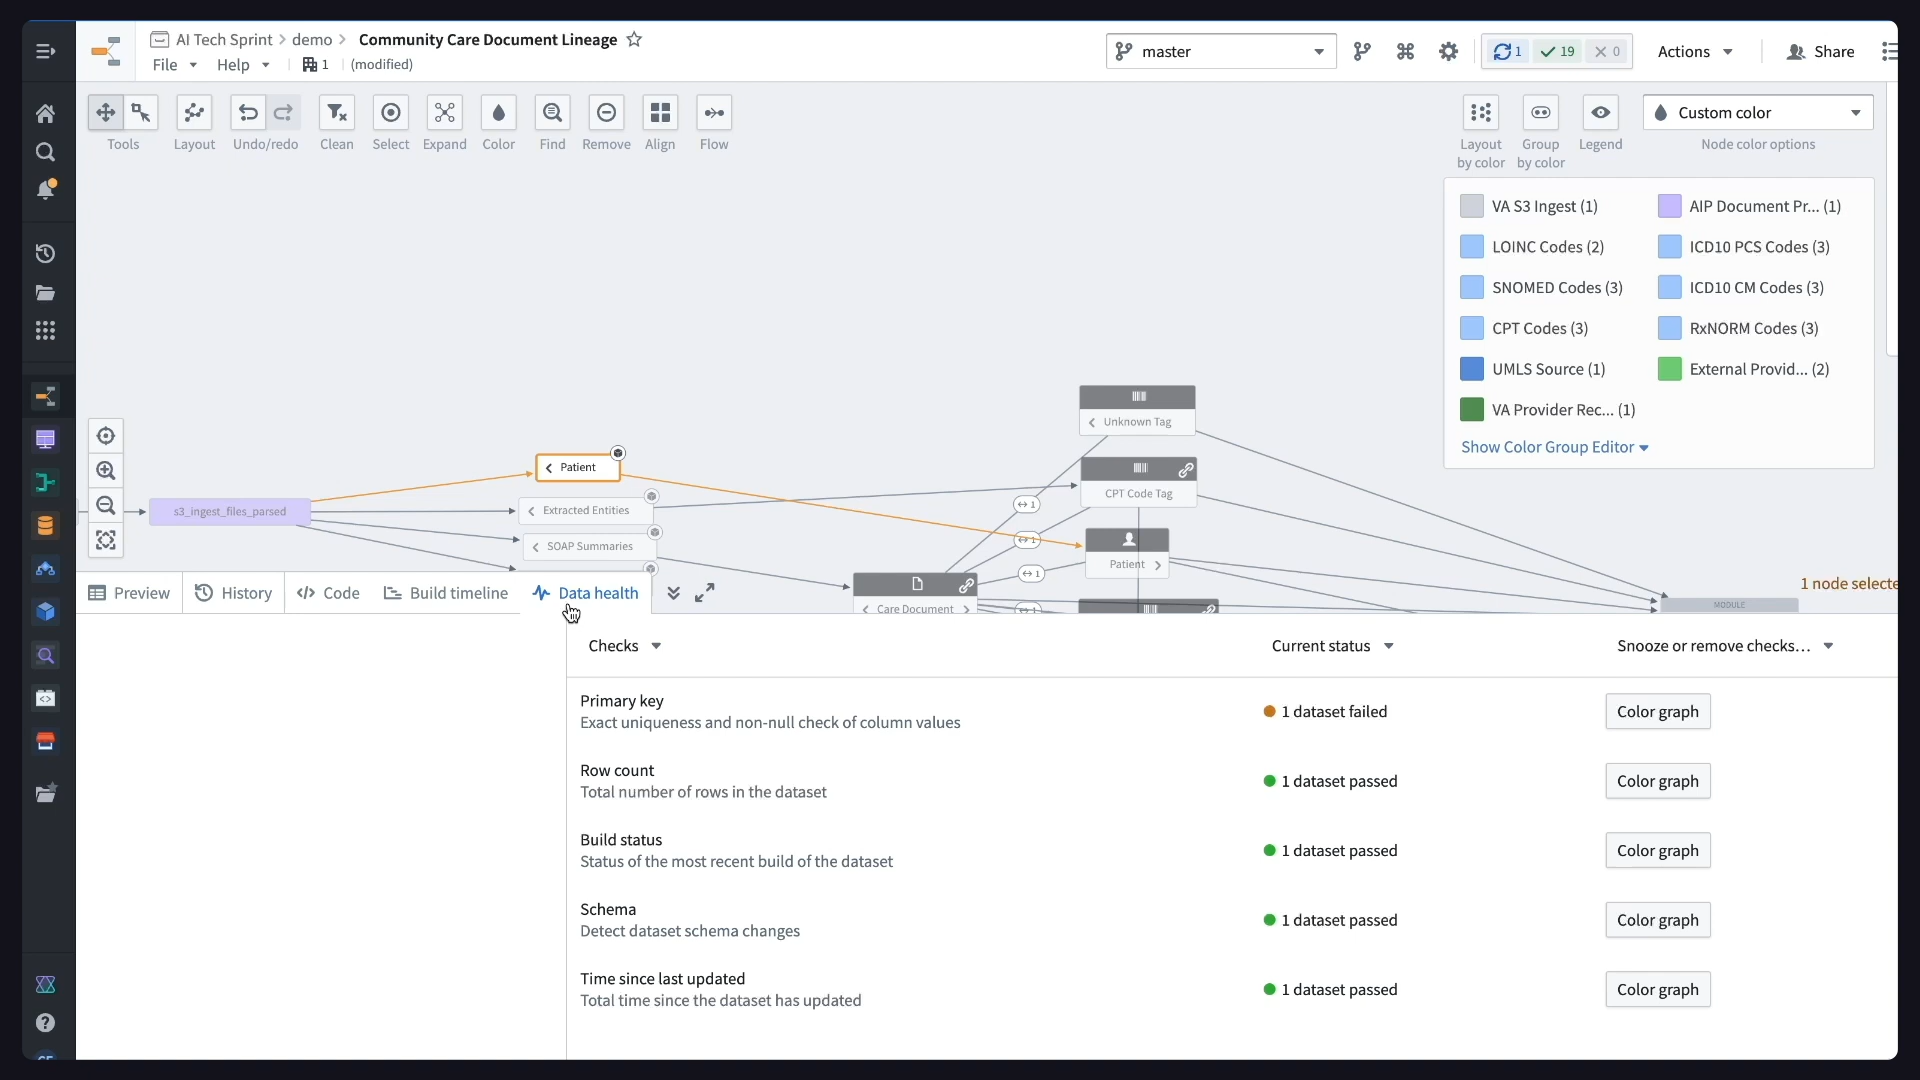 AI Tech Sprint > demo > Community Care Document Lineage
File Help 1 (modified)
master
1 19 0
Actions
Share
Tools
Layout
Undo/redo
Clean
Select
Expand
Color
Find
Remove
Align
Flow
Layout by color
Group by color
Legend
Custom color
Node color options
VA S3 Ingest (1)
AIP Document Pr... (1)
LOINC Codes (2)
ICD10 PCS Codes (3)
SNOMED Codes (3)
ICD10 CM Codes (3)
CPT Codes (3)
RxNORM Codes (3)
UMLS Source (1)
External Provid... (2)
VA Provider Rec... (1)
Show Color Group Editor
Unknown Tag
Patient
CPT Code Tag
s3_ingest_files_parsed
Extracted Entities
1
SOAP Summaries
1
Patient
1
Care Document
1
MODULE
1 node selecte
Preview
History
Code
Build timeline
Data health
Checks
Current status
Snooze or remove checks...
Primary key
Exact uniqueness and non-null check of column values
1 dataset failed
Color graph
Row count
Total number of rows in the dataset
1 dataset passed
Color graph
Build status
Status of the most recent build of the dataset
1 dataset passed
Color graph
Schema
Detect dataset schema changes
1 dataset passed
Color graph
Time since last updated
Total time since the dataset has updated
1 dataset passed
Color graph